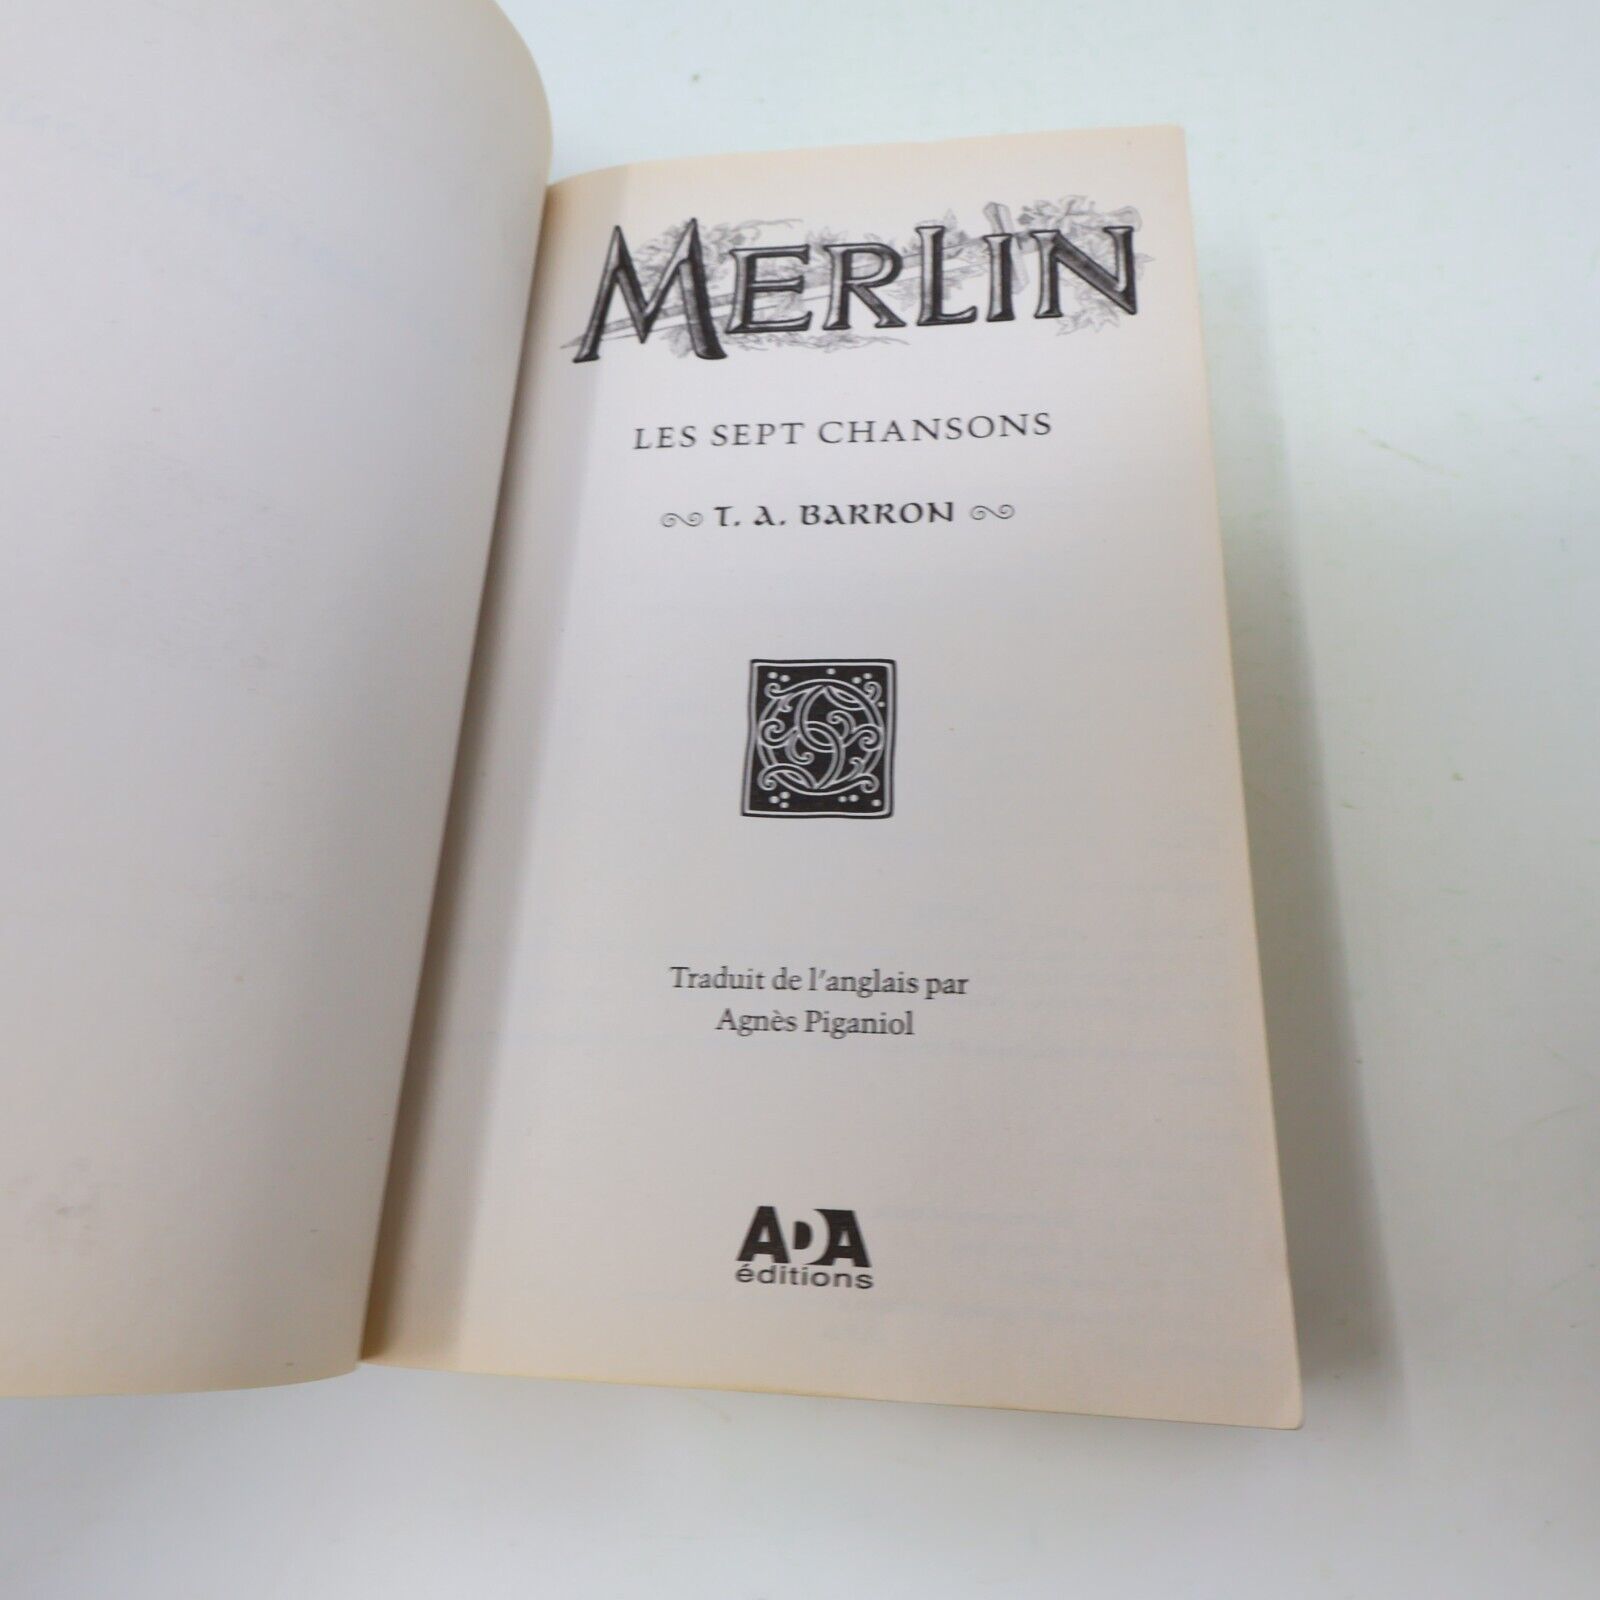 MERLIN
LES SEPT CHANSONS
T. A. BARRON
Traduit de l'anglais par
Agnès Piganiol
ADA
éditions